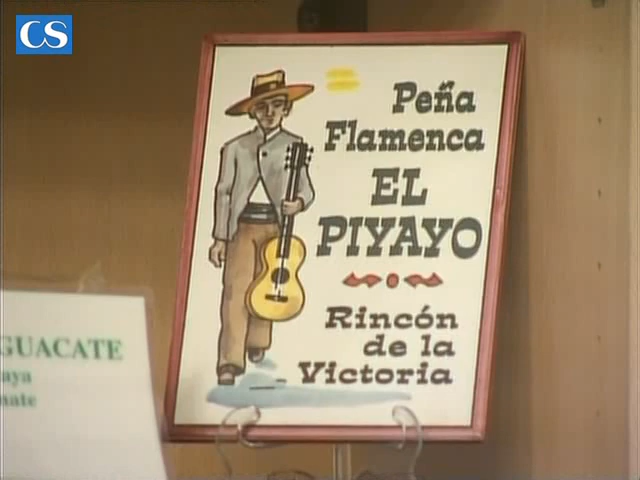 CS
Peña
Flamenca
EL
PIYAYO
Rincón
de la
Victoria
GUACATE